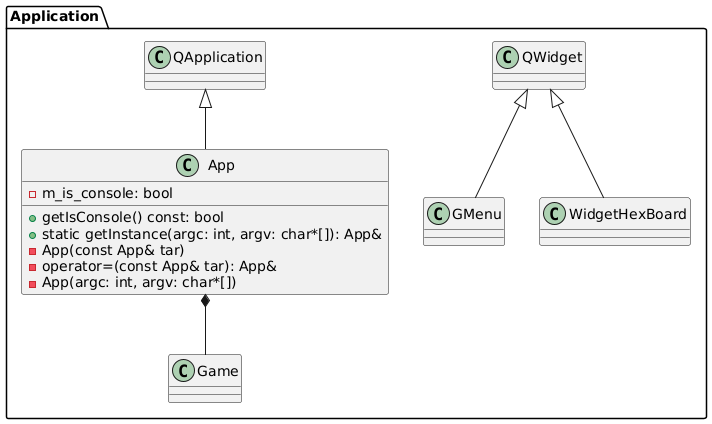 Application
C QApplication
C QWidget
C App
m_is_console: bool
getIsConsole() const: bool
static getInstance(argc: int, argv: char*[]): App&
App(const App& tar)
operator=(const App& tar): App&
App(argc: int, argv: char*[])
C GMenu
C WidgetHexBoard
C Game